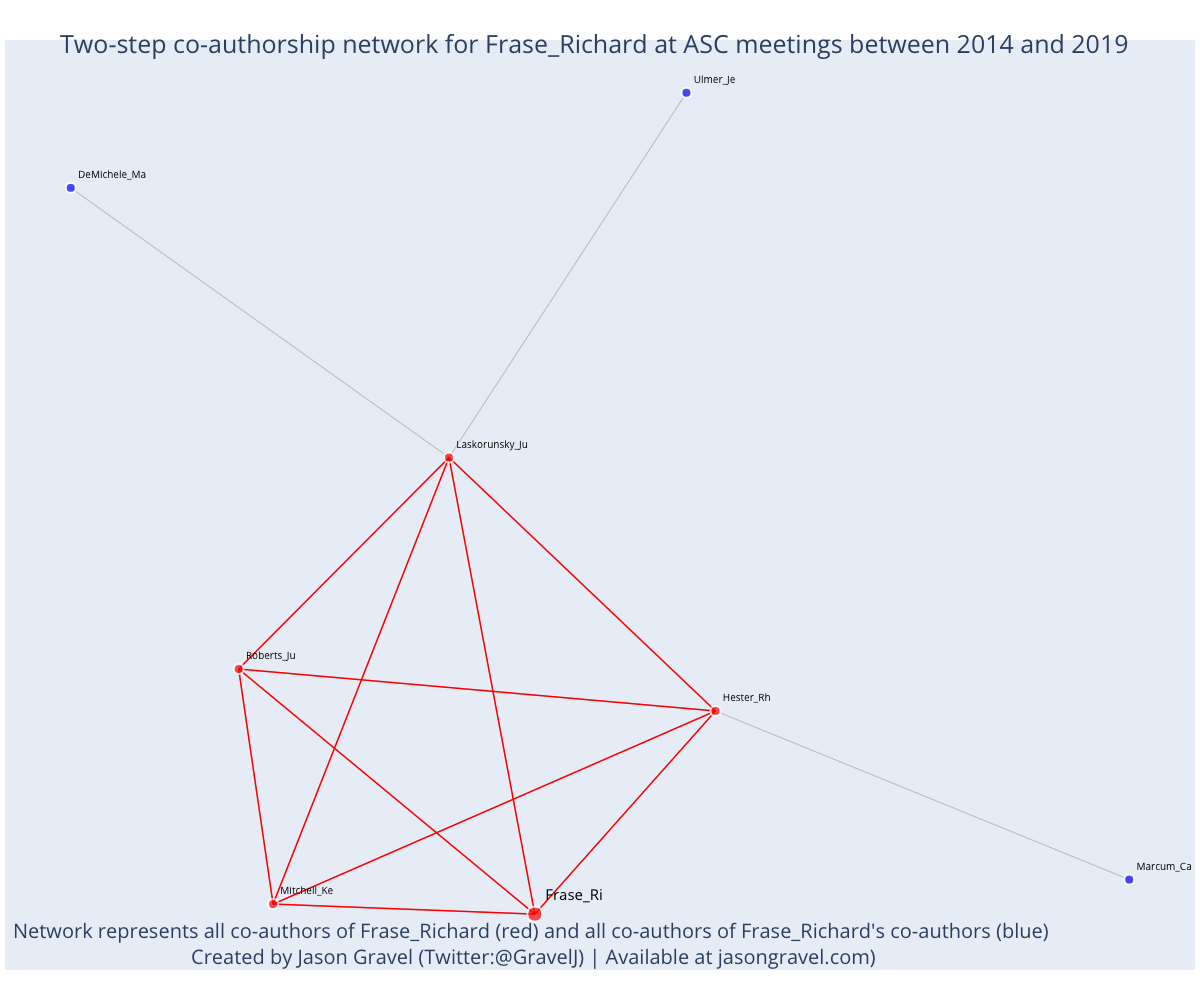 Two-step co-authorship network for Frase_Richard at ASC meetings between 2014 and 2019
Ulmer_Je
DeMichele_Ma
Laskorunsky_Ju
Roberts_Ju
Hester_Rh
Marcum_Ca
Mitchell_Ke
Frase_Ri
Network represents all co-authors of Frase_Richard (red) and all co-authors of Frase_Richard's co-authors (blue)
Created by Jason Gravel (Twitter:@GravelJ) | Available at jasongravel.com)